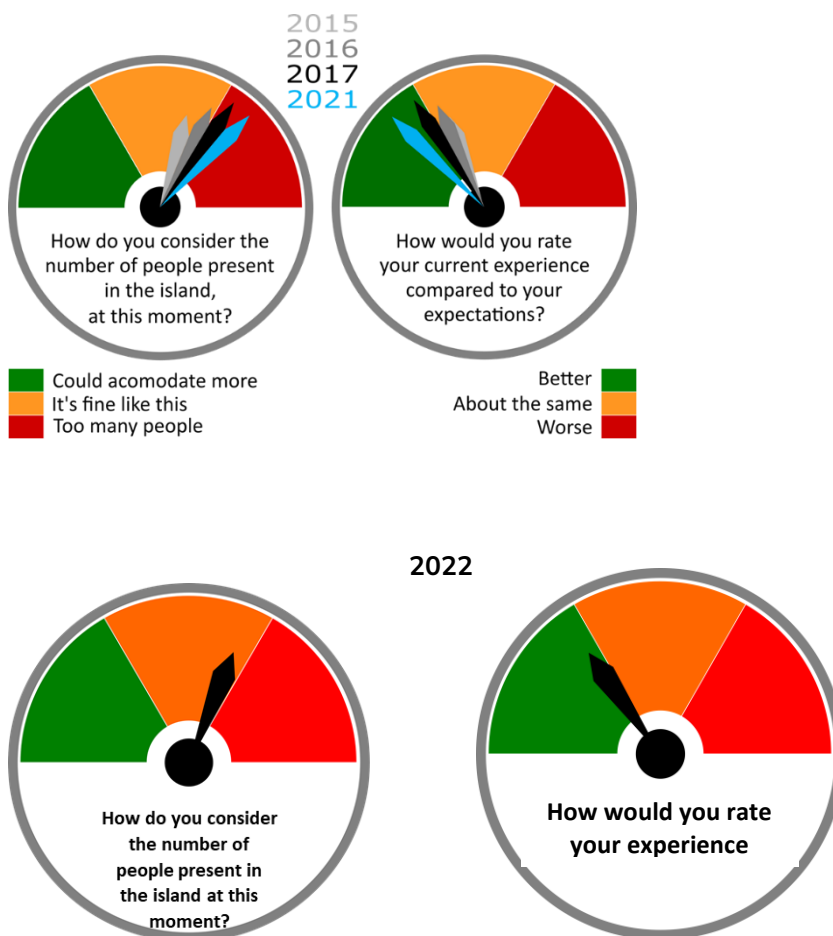 2015
2016
2017
2021
How do you consider the
number of people present
in the island,
at this moment?
How would you rate
your current experience
compared to your
expectations?
Could acomodate more
It's fine like this
Too many people
Better
About the same
Worse
2022
How do you consider
the number of
people present in
the island at this
moment?
How would you rate
your experience